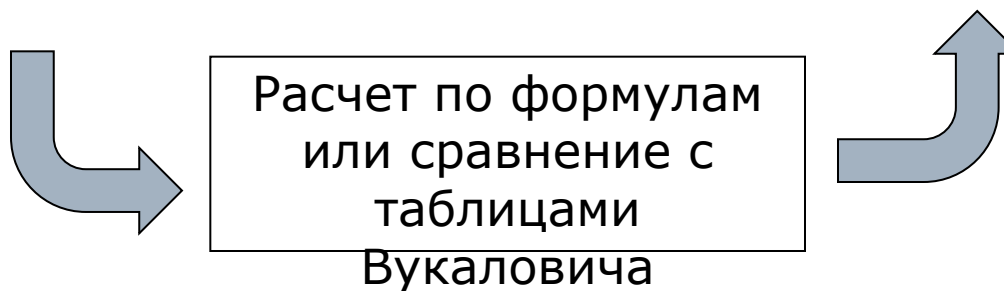 Расчет по формулам
или сравнение с
таблицами
Вукаловича